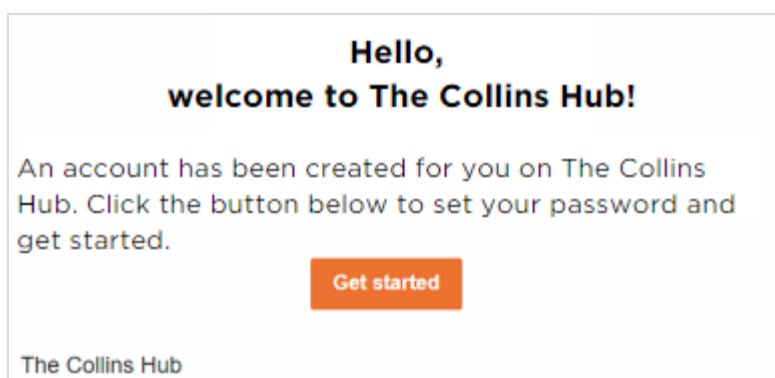 Hello,
welcome to The Collins Hub!
An account has been created for you on The Collins
Hub. Click the button below to set your password and
get started.
Get started
The Collins Hub